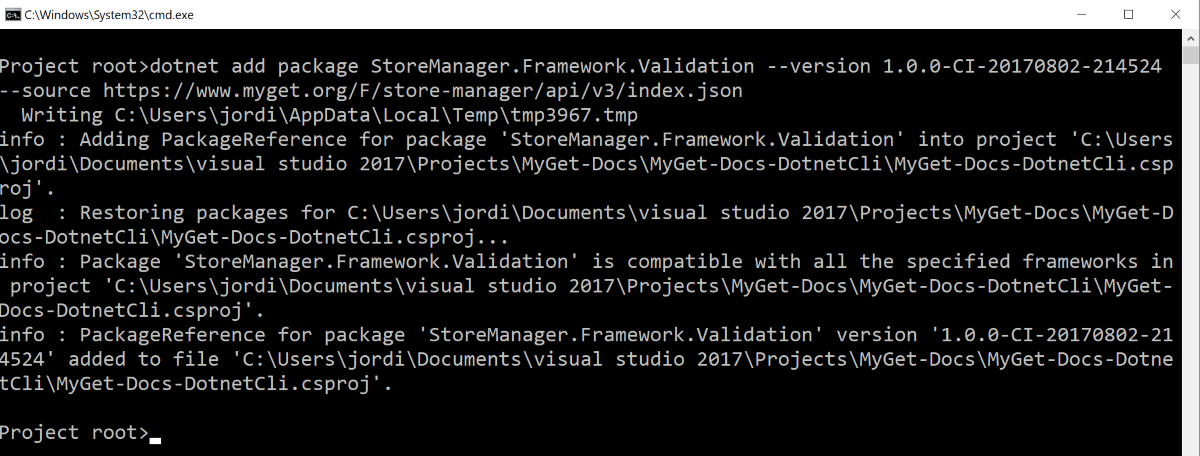 C:\Windows\System32\cmd.exe
Project root>dotnet add package StoreManager.Framework.Validation --version 1.0.0-CI-20170802-214524
--source https://www.myget.org/F/store-manager/api/v3/index.json
  Writing C:\Users\jordi\AppData\Local\Temp\tmp3967.tmp
info : Adding PackageReference for package 'StoreManager.Framework.Validation' into project 'C:\Users
\jordi\Documents\visual studio 2017\Projects\MyGet-Docs\MyGet-Docs-DotnetCli\MyGet-Docs-DotnetCli.csp
roj'.
log  : Restoring packages for C:\Users\jordi\Documents\visual studio 2017\Projects\MyGet-Docs\MyGet-D
ocs-DotnetCli\MyGet-Docs-DotnetCli.csproj...
info : Package 'StoreManager.Framework.Validation' is compatible with all the specified frameworks in
 project 'C:\Users\jordi\Documents\visual studio 2017\Projects\MyGet-Docs\MyGet-Docs-DotnetCli\MyGet-
Docs-DotnetCli.csproj'.
info : PackageReference for package 'StoreManager.Framework.Validation' version '1.0.0-CI-20170802-21
4524' added to file 'C:\Users\jordi\Documents\visual studio 2017\Projects\MyGet-Docs\MyGet-Docs-Dotne
tCli\MyGet-Docs-DotnetCli.csproj'.
Project root>